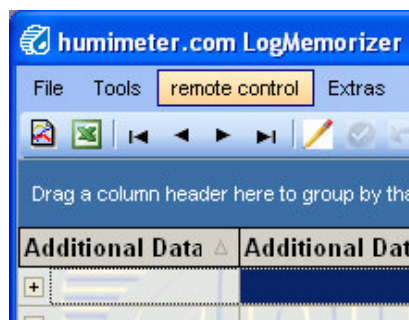 humimeter.com LogMemorizer
File Tools remote control Extras
Drag a column header here to group by tha
Additional Data Additional Dat